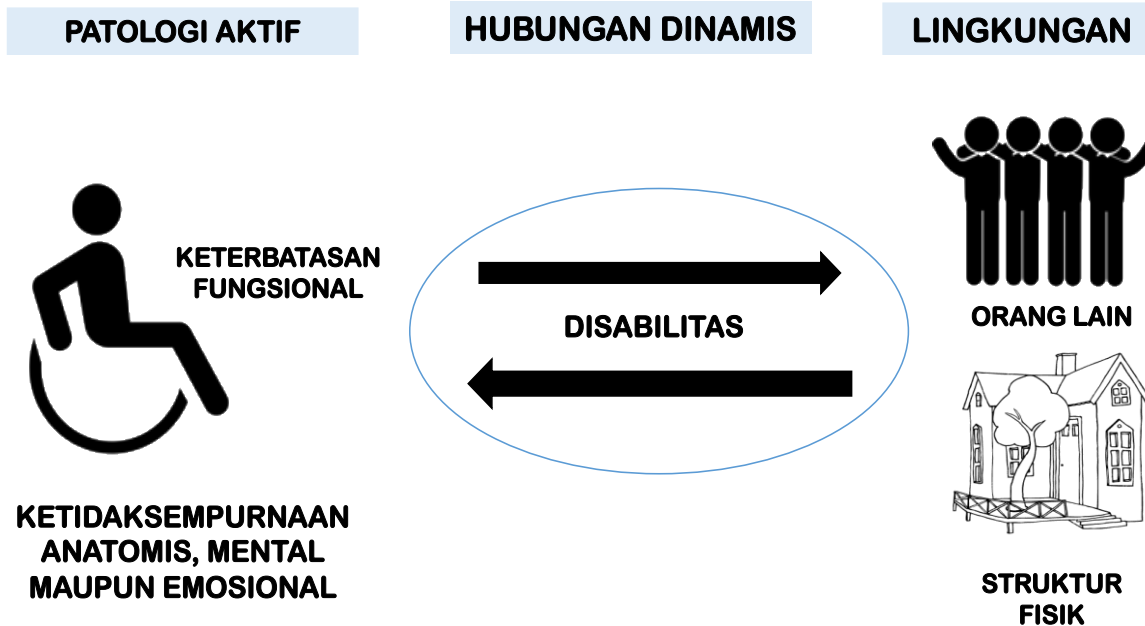 PATOLOGI AKTIF
HUBUNGAN DINAMIS
LINGKUNGAN
KETERBATASAN
FUNGSIONAL
DISABILITAS
ORANG LAIN
KETIDAKSEMPURNAAN
ANATOMIS, MENTAL
MAUPUN EMOSIONAL
STRUKTUR
FISIK